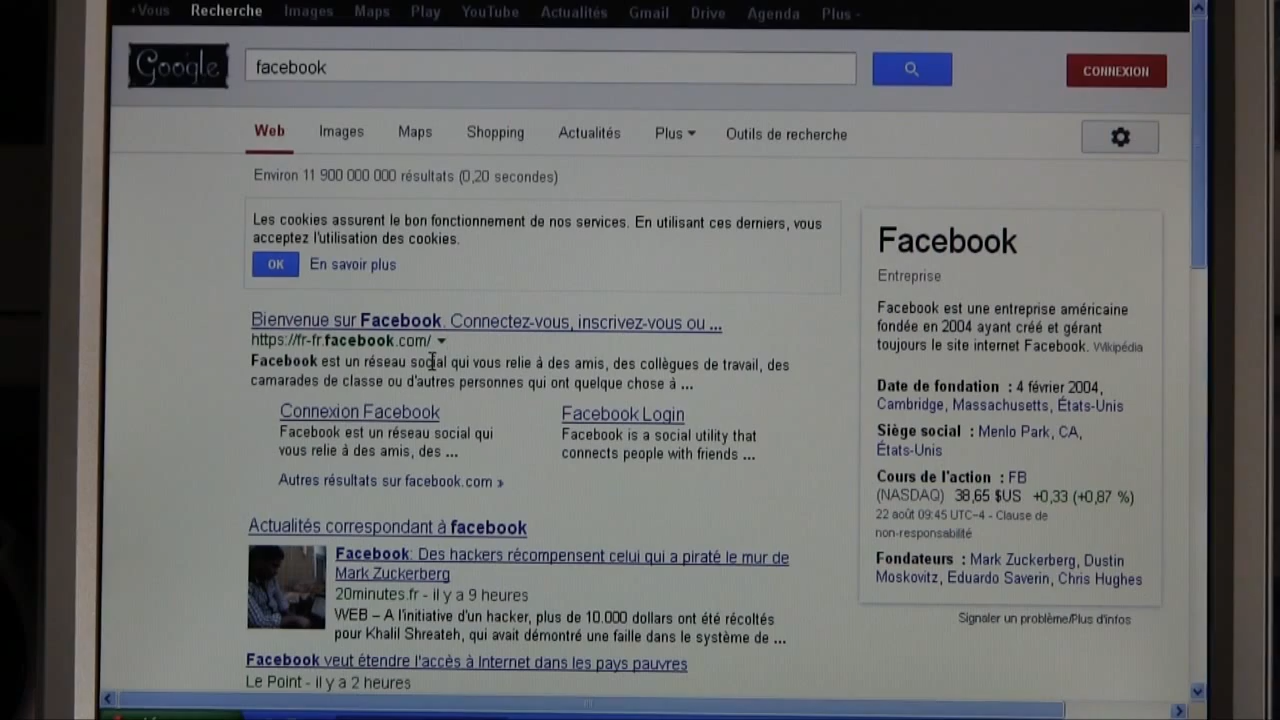 +Vous Recherche Images Maps Play YouTube Actualités Gmail Drive Agenda Plus
Google facebook CONNEXION
Web Images Maps Shopping Actualités Plus Outils de recherche
Environ 11 900 000 000 résultats (0,20 secondes)
Les cookies assurent le bon fonctionnement de nos services. En utilisant ces derniers, vous
acceptez l'utilisation des cookies.
OK En savoir plus
Bienvenue sur Facebook. Connectez-vous, inscrivez-vous ou ...
https://fr-fr.facebook.com/
Facebook est un réseau social qui vous relie à des amis, des collègues de travail, des
camarades de classe ou d'autres personnes qui ont quelque chose à ...
Connexion Facebook
Facebook est un réseau social qui
vous relie à des amis, des ...
Facebook Login
Facebook is a social utility that
connects people with friends ...
Autres résultats sur facebook.com »
Actualités correspondant à facebook
Facebook: Des hackers récompensent celui qui a piraté le mur de
Mark Zuckerberg
20minutes.fr - il y a 9 heures
WEB – A l'initiative d'un hacker, plus de 10.000 dollars ont été récoltés
pour Khalil Shreateh, qui avait démontré une faille dans le système de ...
Facebook veut étendre l'accès à Internet dans les pays pauvres
Le Point - il y a 2 heures
Facebook
Entreprise
Facebook est une entreprise américaine
fondée en 2004 ayant créé et gérant
toujours le site internet Facebook. Wikipédia
Date de fondation : 4 février 2004,
Cambridge, Massachusetts, États-Unis
Siège social : Menlo Park, CA,
États-Unis
Cours de l'action : FB
(NASDAQ) 38,65 $US +0,33 (+0,87 %)
22 août 09:45 UTC-4 - Clause de
non-responsabilité
Fondateurs : Mark Zuckerberg, Dustin
Moskovitz, Eduardo Saverin, Chris Hughes
Signaler un problème/Plus d'infos